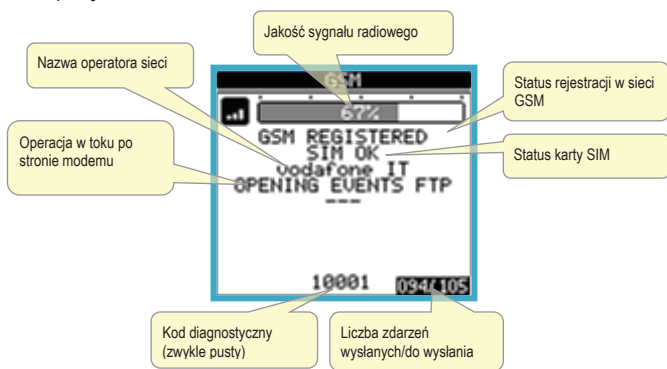 Jakość sygnału radiowego
Nazwa operatora sieci
Status rejestracji w sieci
GSM
Operacja w toku po
stronie modemu
Status karty SIM
GSM
67%
GSM REGISTERED
SIM OK
vodafone IT
OPENING EVENTS FTP
---
10001
094/105
Kod diagnostyczny
(zwykle pusty)
Liczba zdarzeń
wysłanych/do wysłania